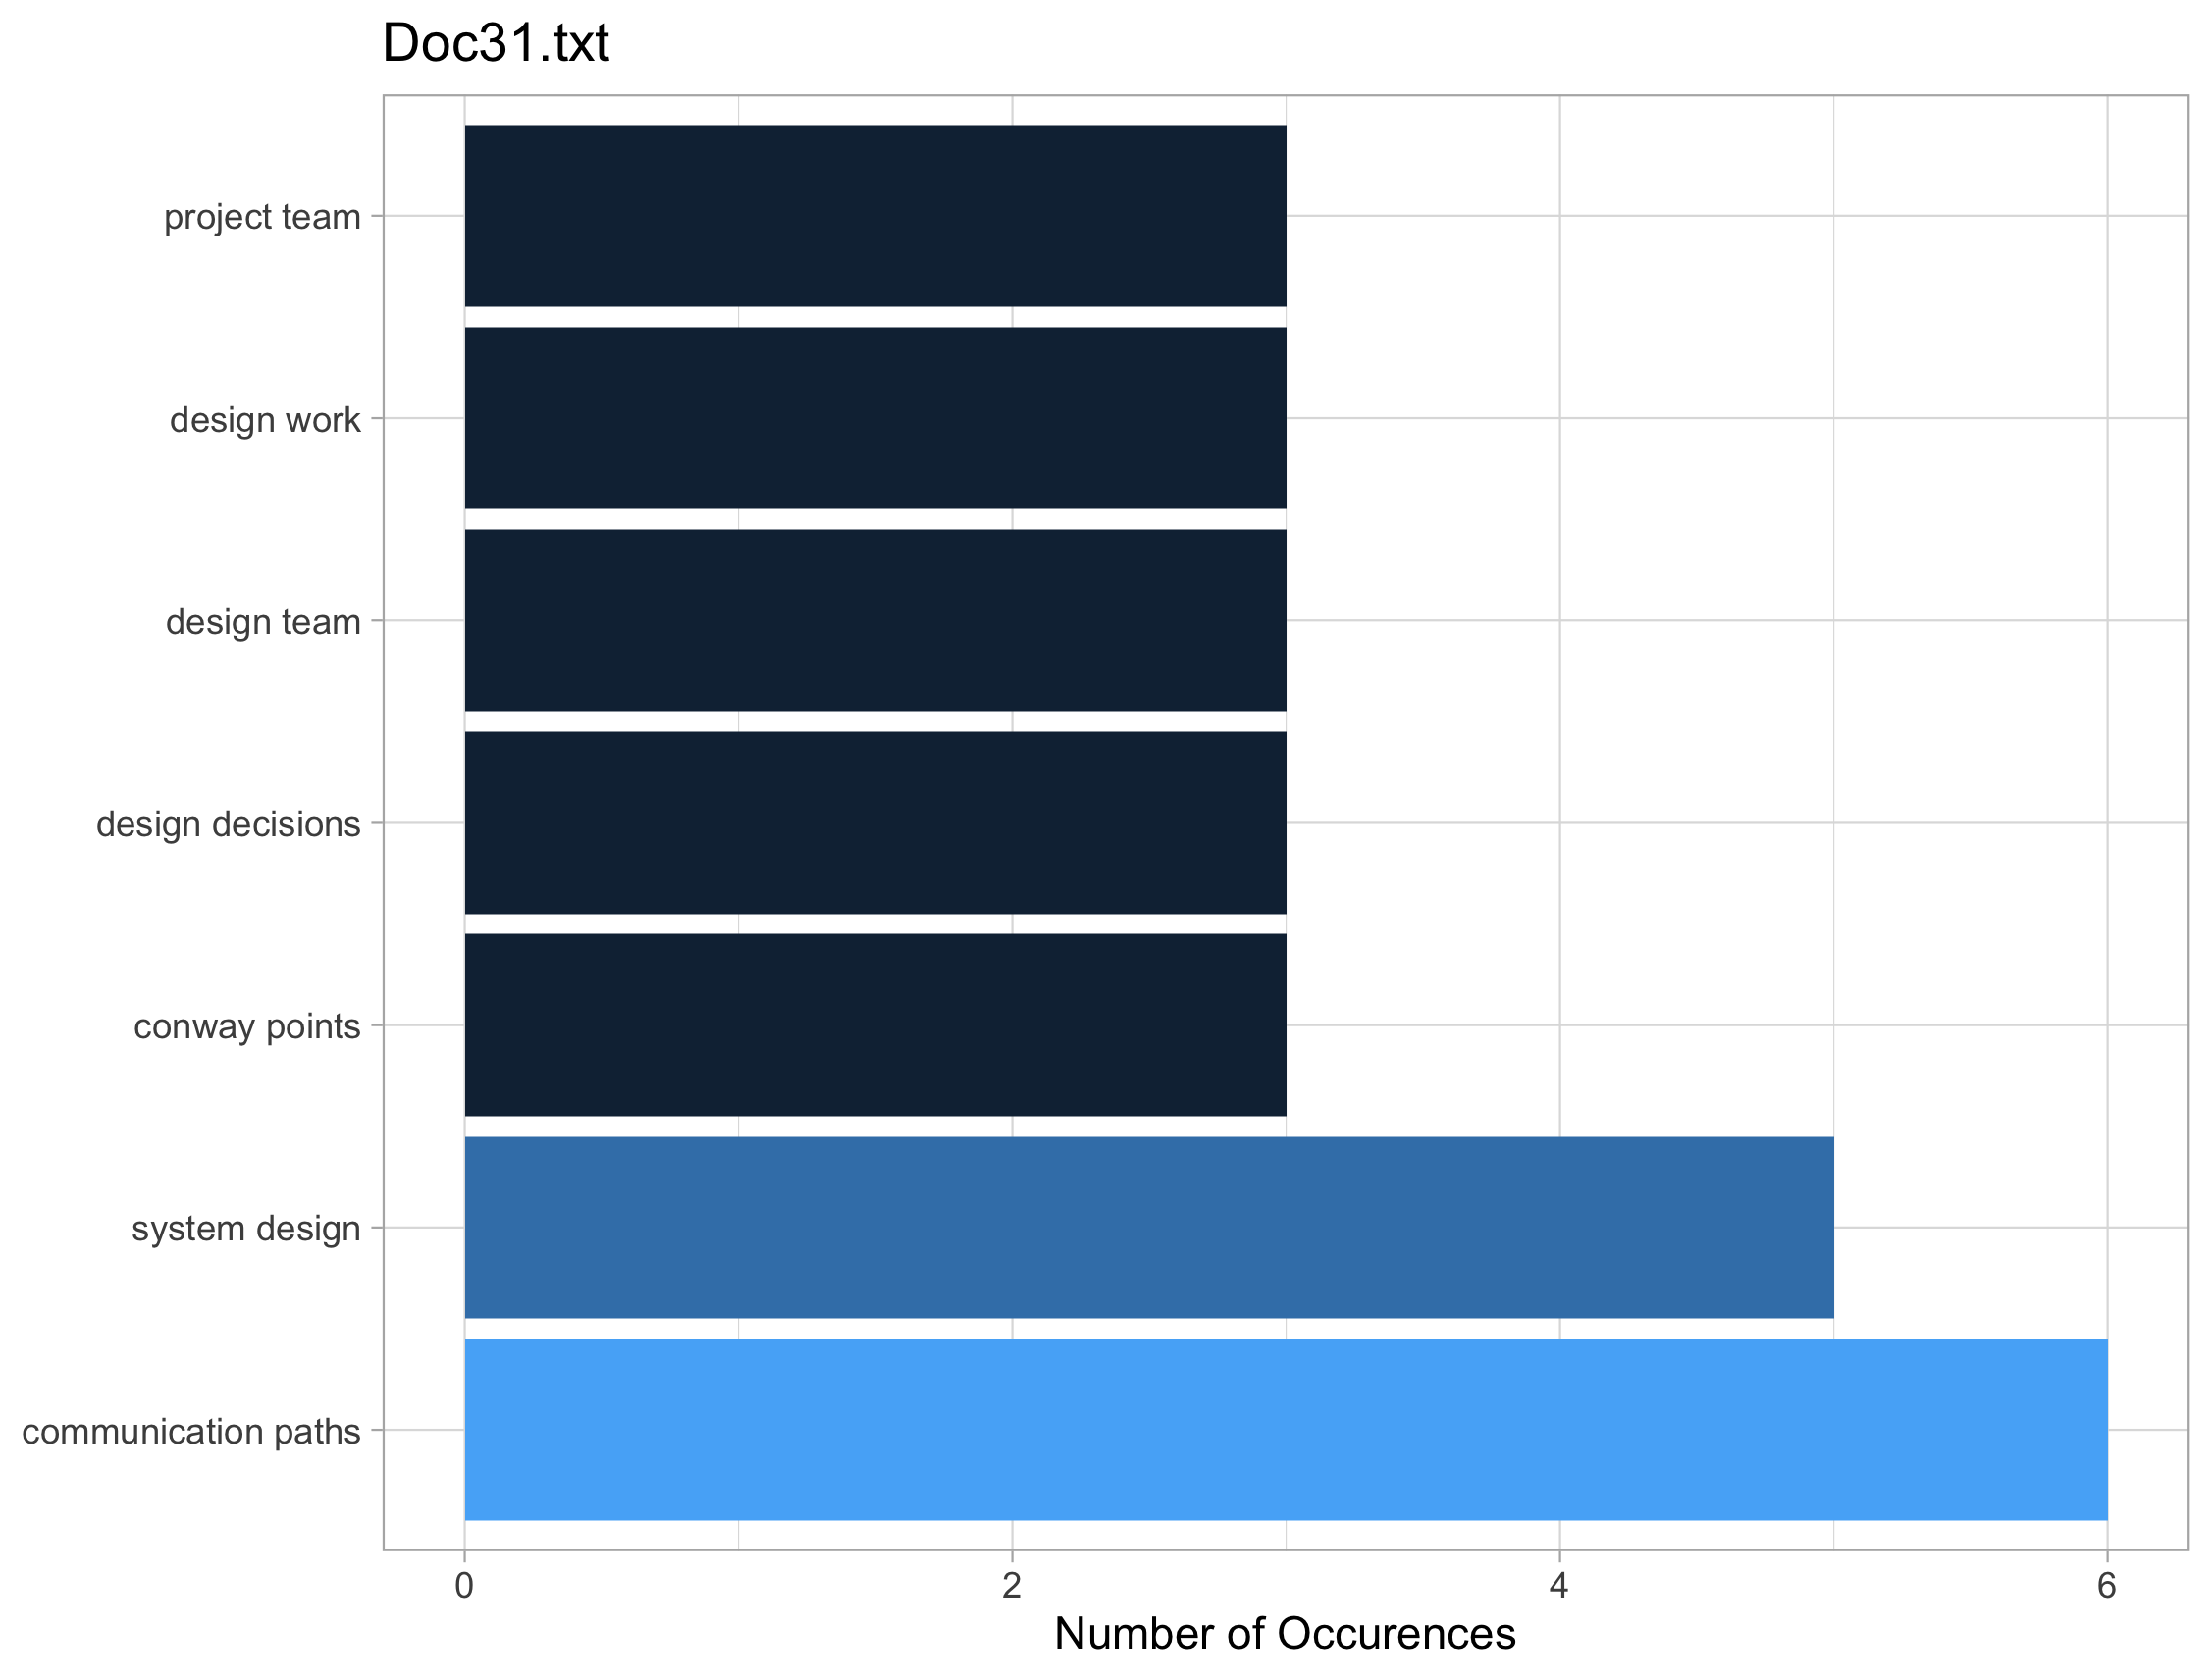 Doc31.txt
project team
design work
design team
design decisions
conway points
system design
communication paths
0 2 4 6
Number of Occurences